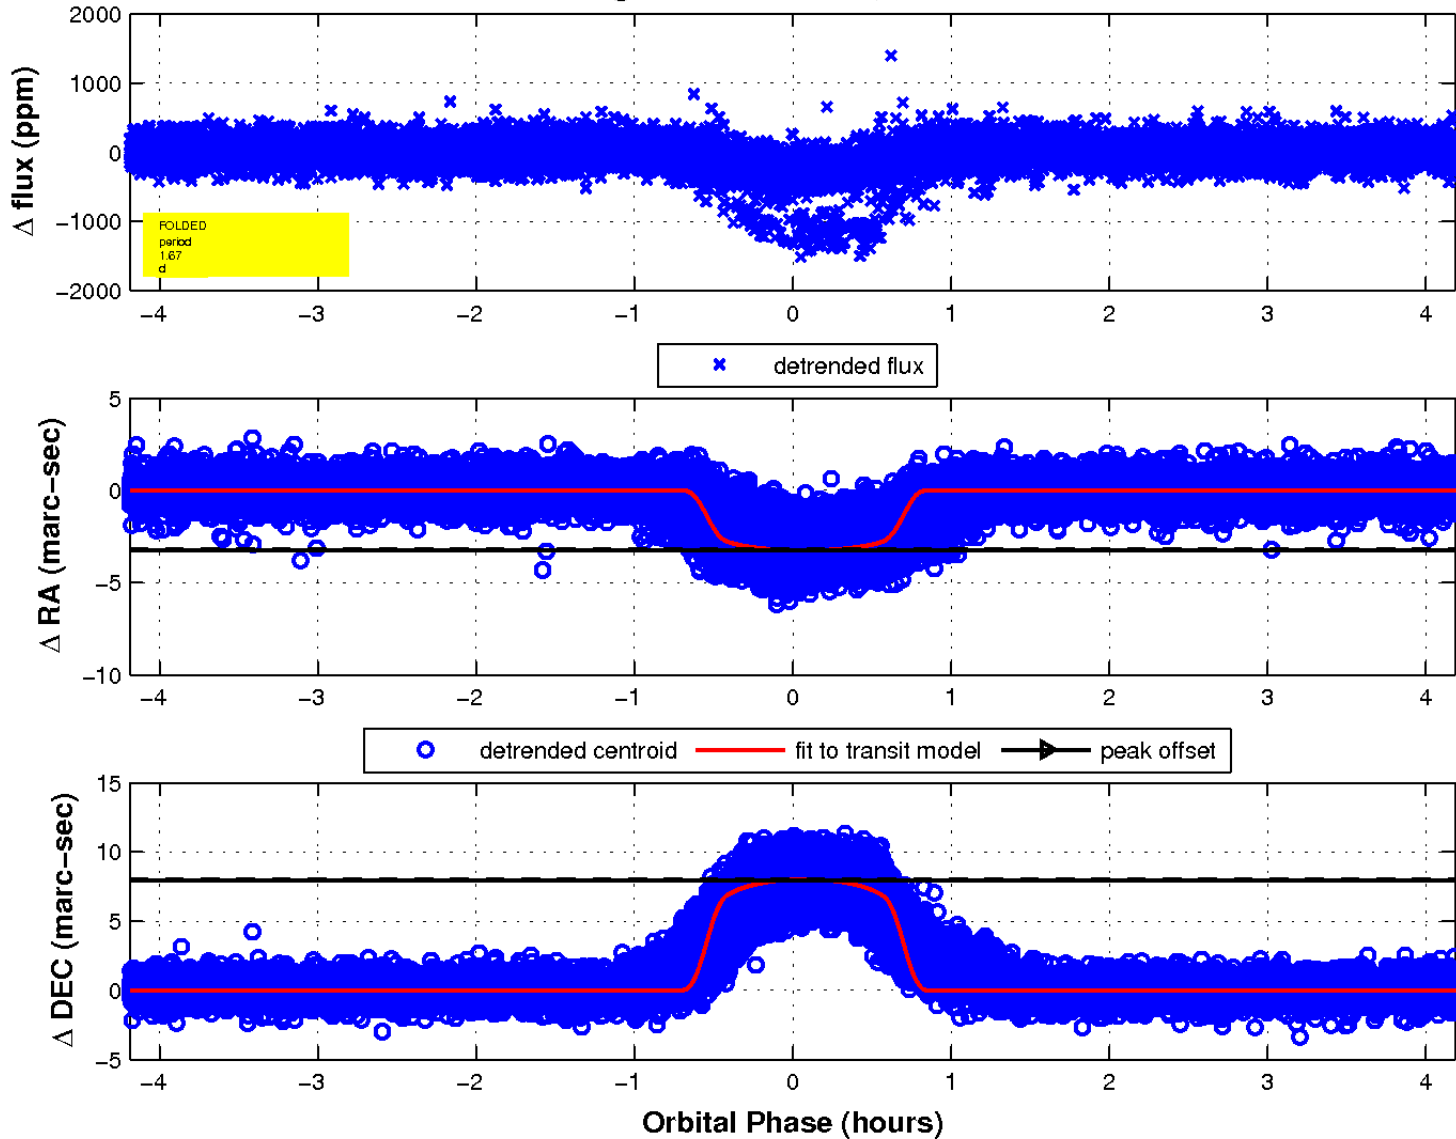 2000
1000
0
−1000
−2000
Δ flux (ppm)
FOLDED
period
1.67
d
−4 −3 −2 −1 0 1 2 3 4
detrended flux
5
0
−5
−10
Δ RA (marc−sec)
−4 −3 −2 −1 0 1 2 3 4
detrended centroid fit to transit model peak offset
15
10
5
0
−5
Δ DEC (marc−sec)
−4 −3 −2 −1 0 1 2 3 4
Orbital Phase (hours)